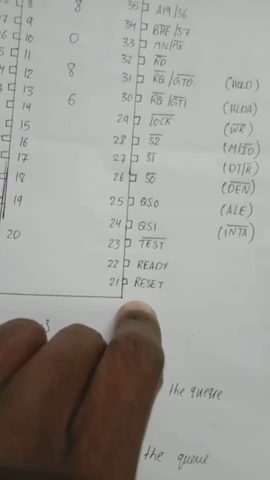 8 8 35 A19/S6
9 34 BHE/S7
10 0 33 MN/MX
11 32 RD
12 8 31 RQ/GT0 (HOLD)
13
14 6 30 RQ/GT1 (HLDA)
15 29 LOCK (WR)
16 28 S2 (M/IO)
17 27 S1 (DT/R)
18 26 S0 (DEN)
19 25 QS0 (ALE)
20 24 QS1 (INTA)
23 TEST
22 READY
21 RESET
the queue
the queue